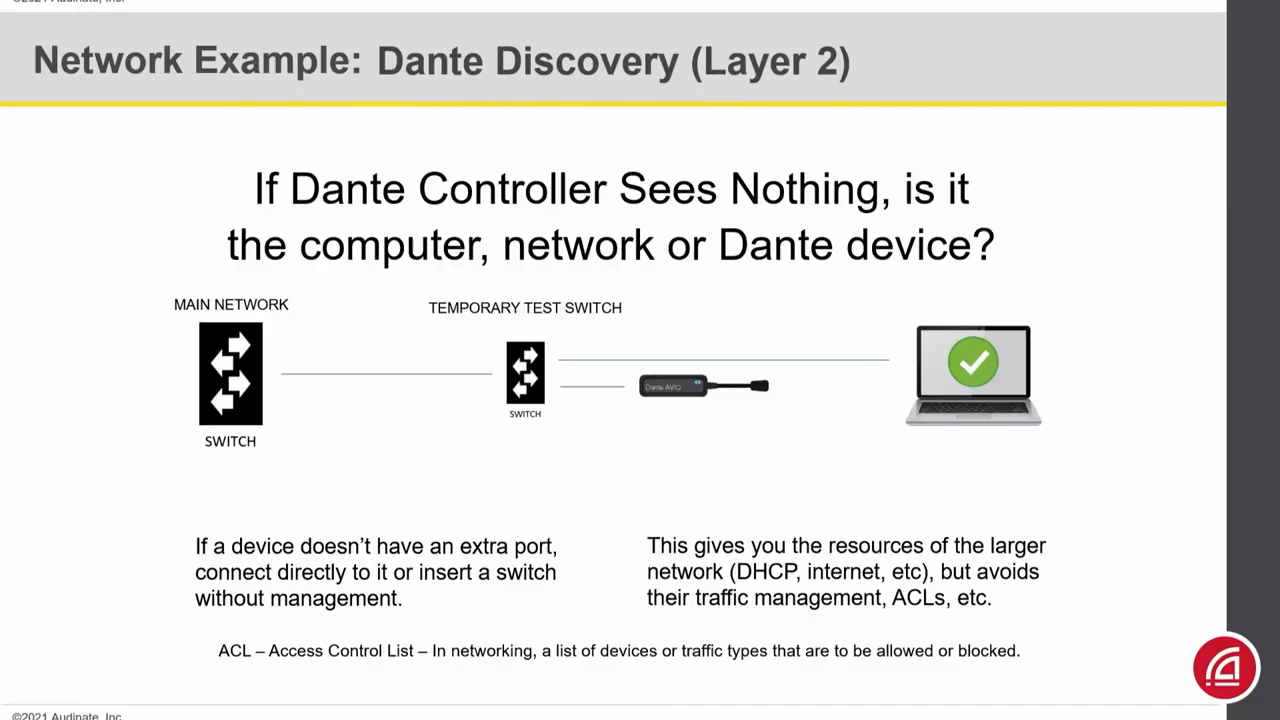 ©2021 Audinate, Inc.
Network Example: Dante Discovery (Layer 2)
If Dante Controller Sees Nothing, is it
the computer, network or Dante device?
MAIN NETWORK
TEMPORARY TEST SWITCH
Dante AVIO
SWITCH
SWITCH
If a device doesn’t have an extra port,
connect directly to it or insert a switch
without management.
This gives you the resources of the larger
network (DHCP, internet, etc), but avoids
their traffic management, ACLs, etc.
ACL – Access Control List – In networking, a list of devices or traffic types that are to be allowed or blocked.
©2021 Audinate, Inc.